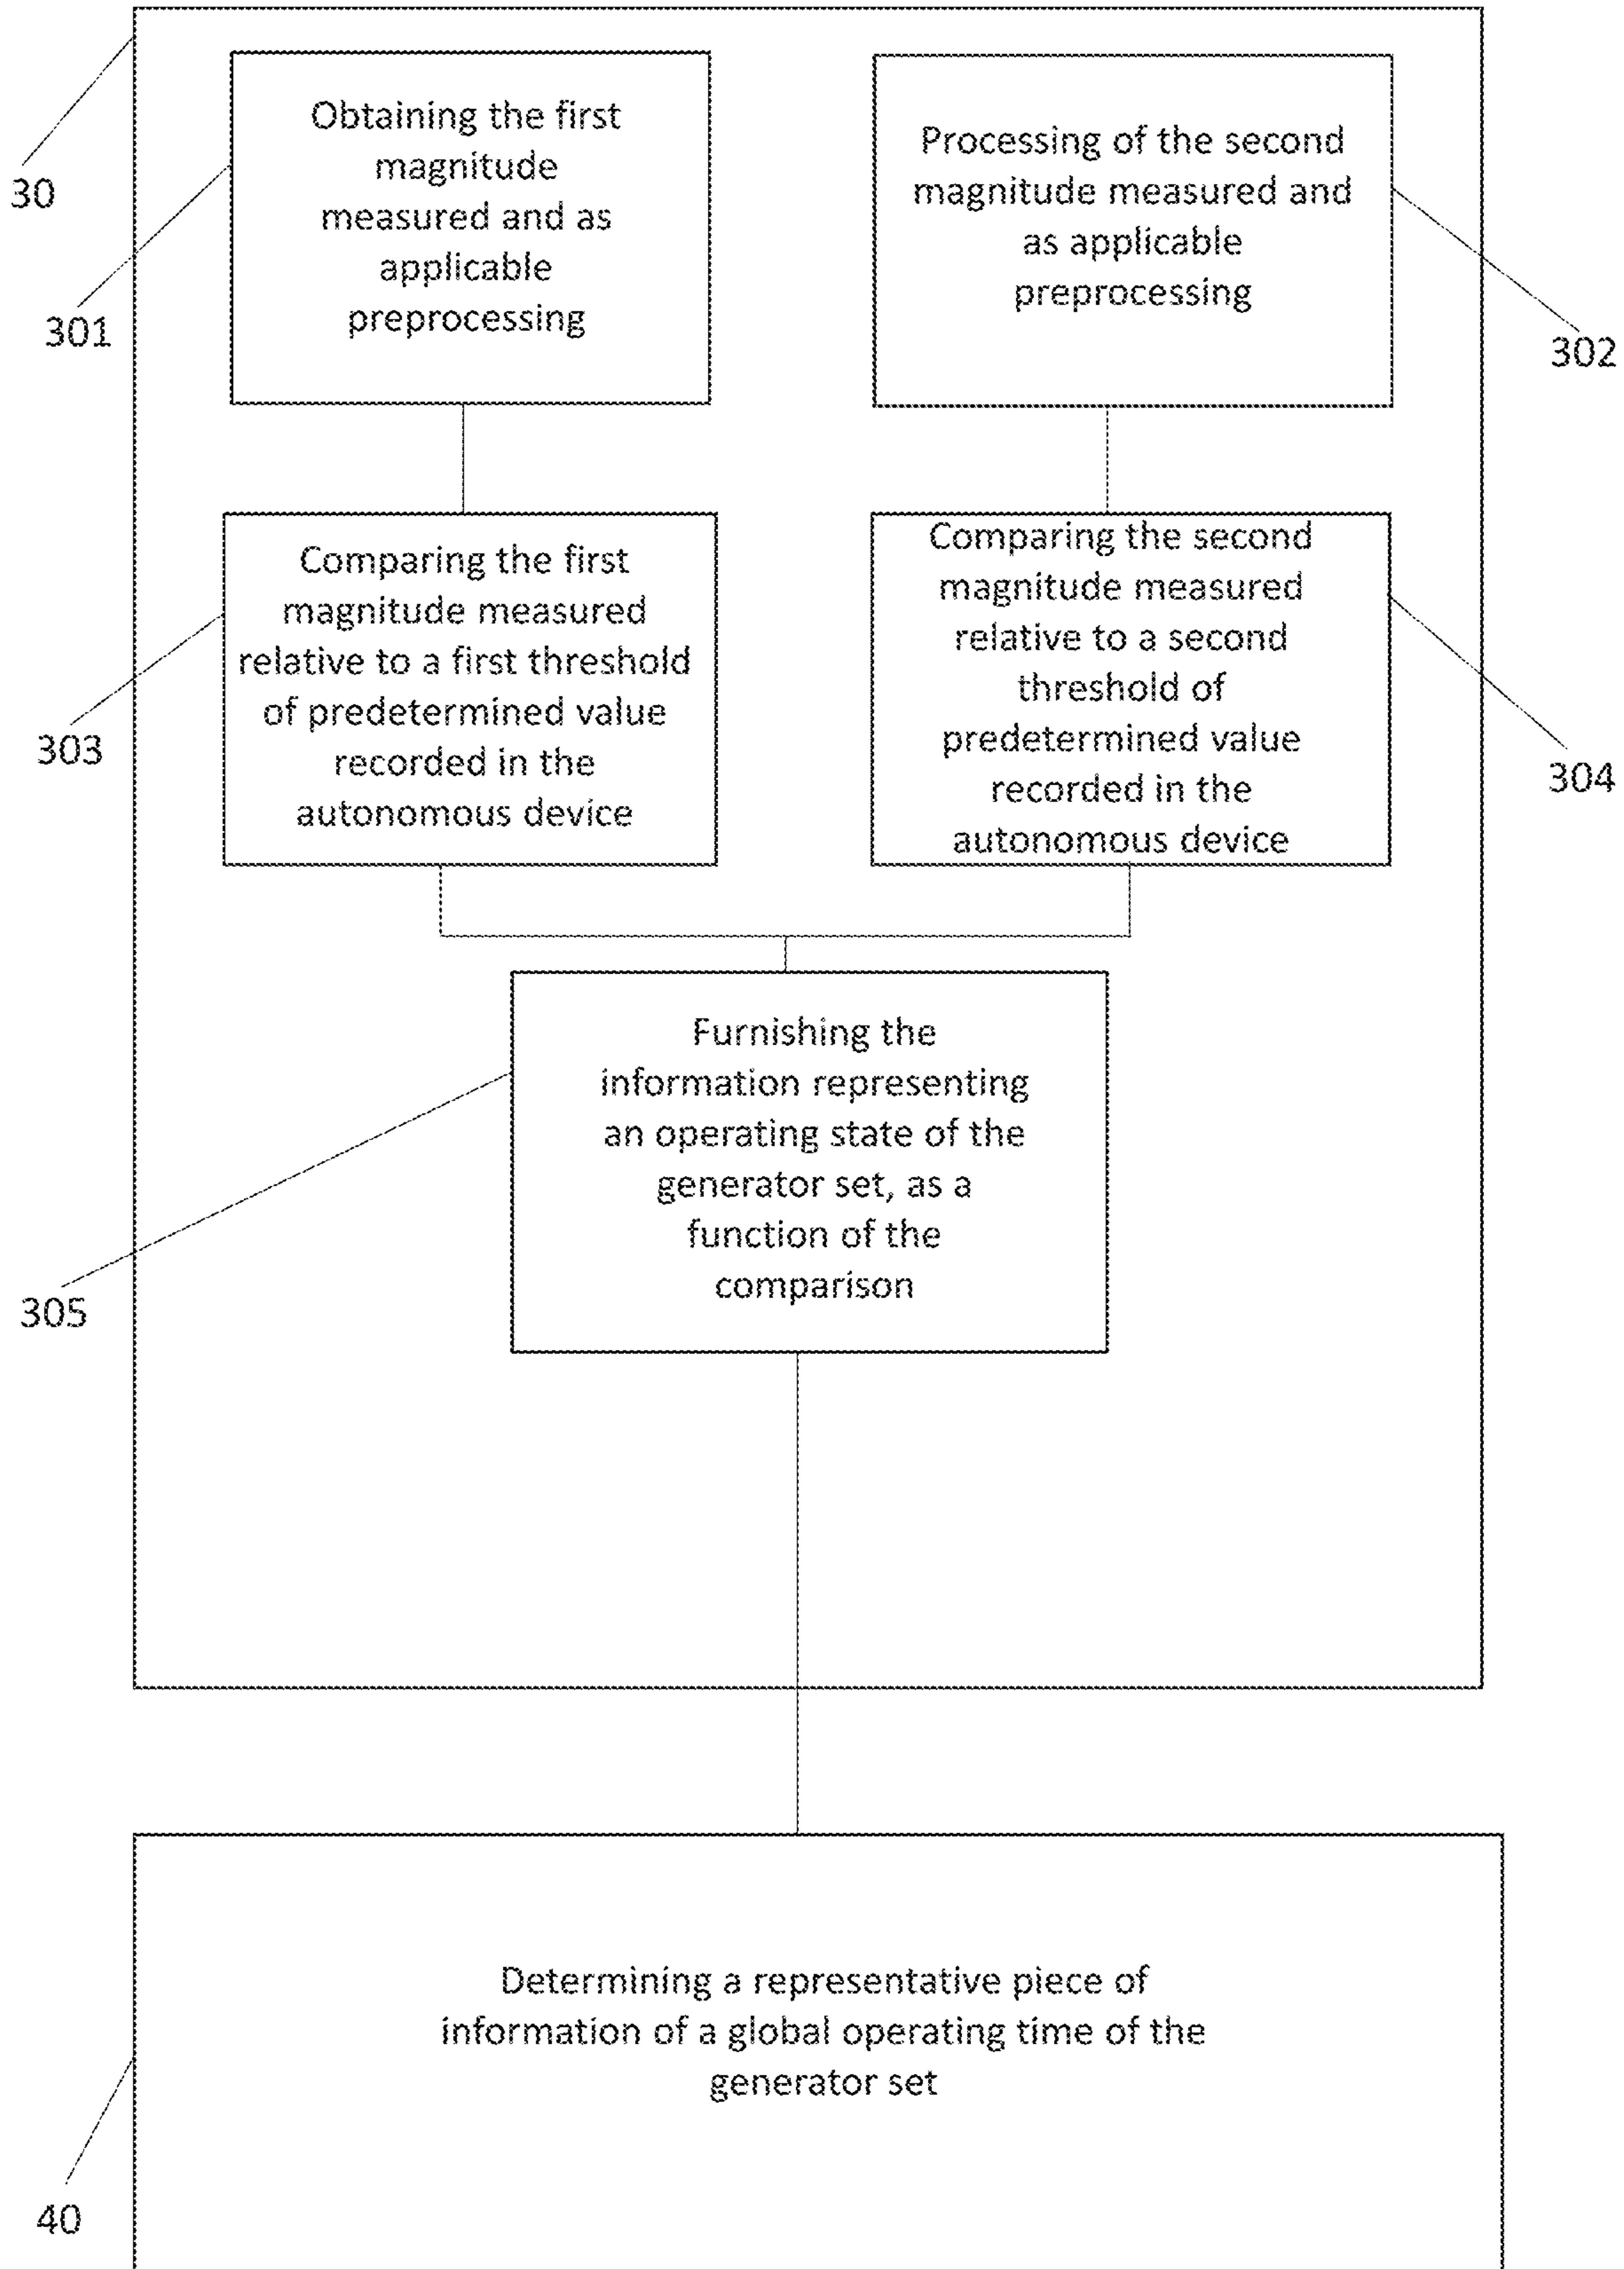 Obtaining the first
magnitude
measured and as
applicable
preprocessing
Processing of the second
magnitude measured and
as applicable
preprocessing
30
301
302
Comparing the first
magnitude measured
relative to a first threshold
of predetermined value
recorded in the
autonomous device
Comparing the second
magnitude measured
relative to a second
threshold of
predetermined value
recorded in the
autonomous device
303
304
Furnishing the
information representing
an operating state of the
generator set, as a
function of the
comparison
305
Determining a representative piece of
information of a global operating time of the
generator set
40